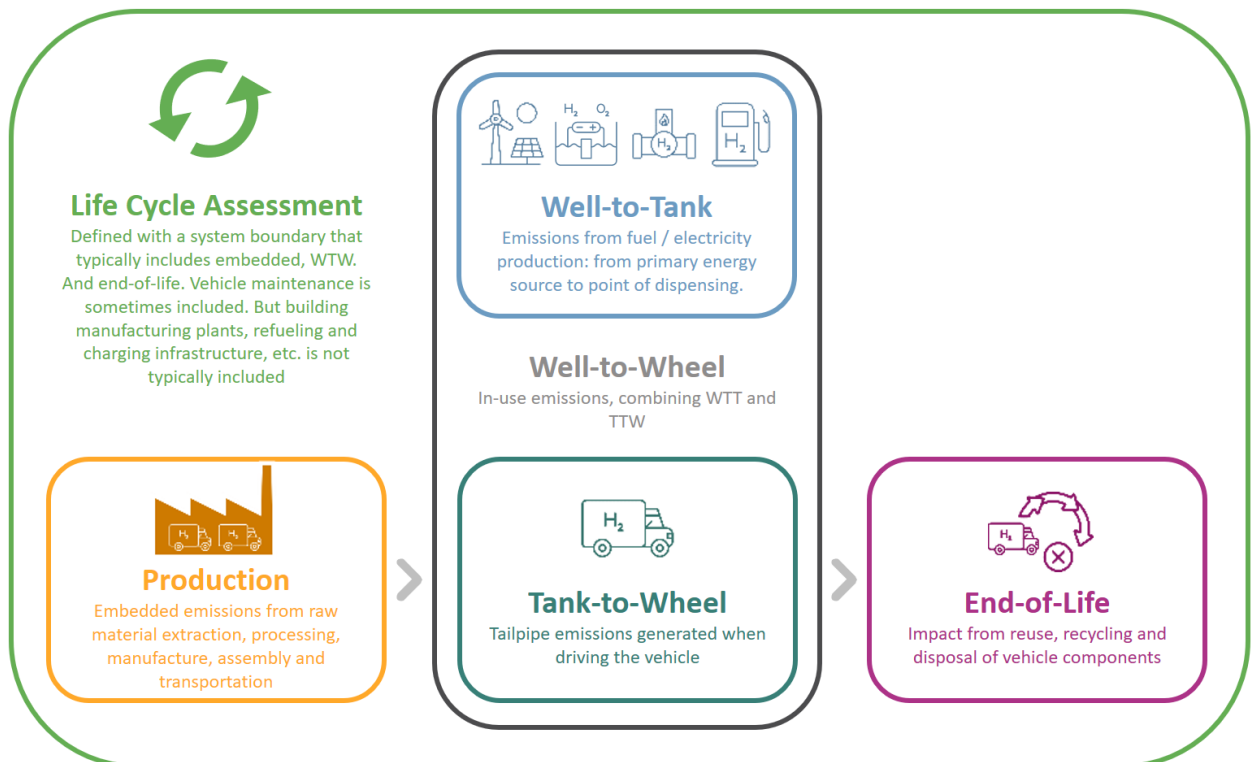 Life Cycle Assessment
Defined with a system boundary that
typically includes embedded, WTW.
And end-of-life. Vehicle maintenance is
sometimes included. But building
manufacturing plants, refueling and
charging infrastructure, etc. is not
typically included
H₂ O₂
H₂
H₂
Well-to-Tank
Emissions from fuel / electricity
production: from primary energy
source to point of dispensing.
Well-to-Wheel
In-use emissions, combining WTT and
TTW
H₂ H₂
Production
Embedded emissions from raw
material extraction, processing,
manufacture, assembly and
transportation
H₂
Tank-to-Wheel
Tailpipe emissions generated when
driving the vehicle
H₂
End-of-Life
Impact from reuse, recycling and
disposal of vehicle components